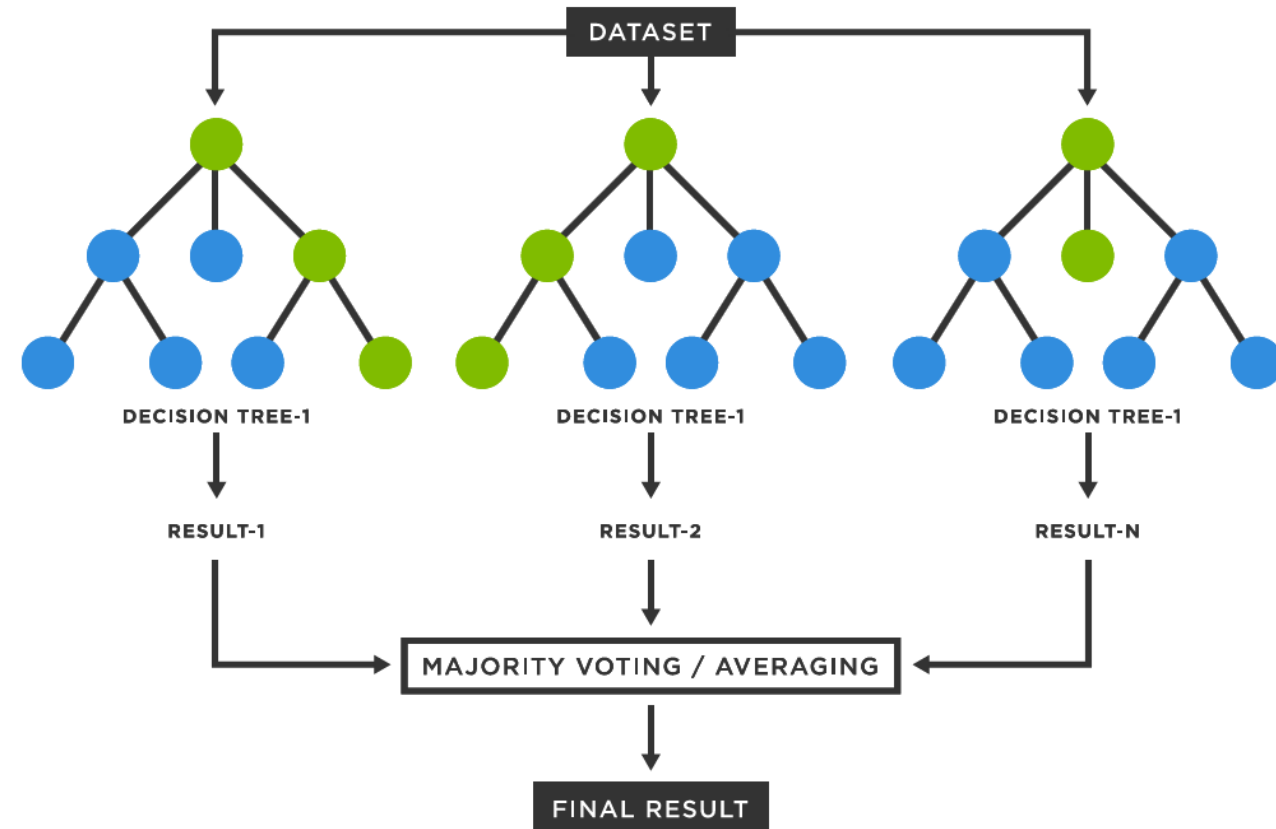 DATASET
DECISION TREE-1
DECISION TREE-1
DECISION TREE-1
RESULT-1
RESULT-2
RESULT-N
MAJORITY VOTING / AVERAGING
FINAL RESULT